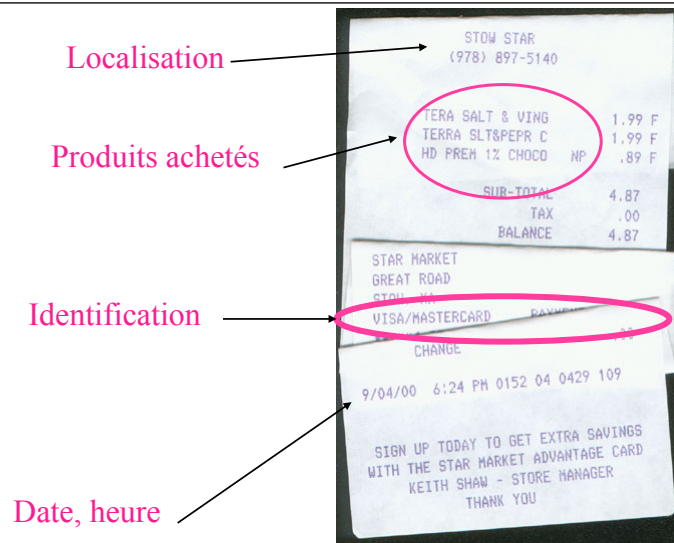 Localisation
Produits achetés
Identification
Date, heure
STOW STAR
(978) 897-5140
TERA SALT & VING 1.99 F
TERRA SLT&PEPR C 1.99 F
HD PREM 1% CHOCO NP .89 F
SUB-TOTAL 4.87
TAX .00
BALANCE 4.87
STAR MARKET
GREAT ROAD
STOW
VISA/MASTERCARD
CHANGE
9/04/00 6:24 PM 0152 04 0429 109
SIGN UP TODAY TO GET EXTRA SAVINGS
WITH THE STAR MARKET ADVANTAGE CARD
KEITH SHAW - STORE MANAGER
THANK YOU